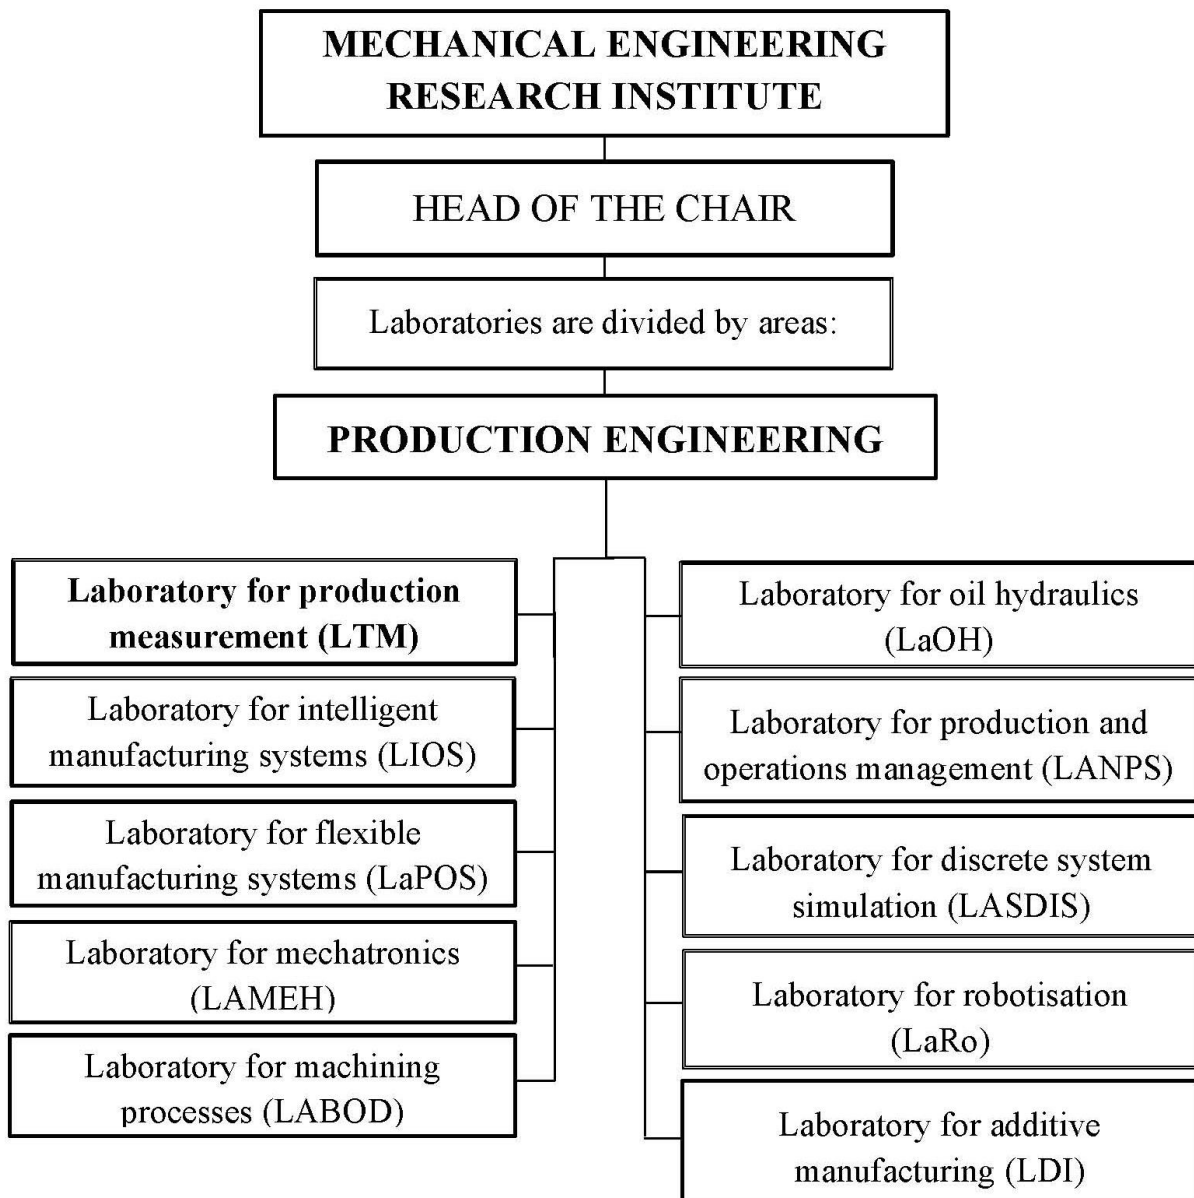 MECHANICAL ENGINEERING
RESEARCH INSTITUTE
HEAD OF THE CHAIR
Laboratories are divided by areas:
PRODUCTION ENGINEERING
Laboratory for production
measurement (LTM)
Laboratory for intelligent
manufacturing systems (LIOS)
Laboratory for flexible
manufacturing systems (LaPOS)
Laboratory for mechatronics
(LAMEH)
Laboratory for machining
processes (LABOD)
Laboratory for oil hydraulics
(LaOH)
Laboratory for production and
operations management (LANPS)
Laboratory for discrete system
simulation (LASDIS)
Laboratory for robotisation
(LaRo)
Laboratory for additive
manufacturing (LDI)